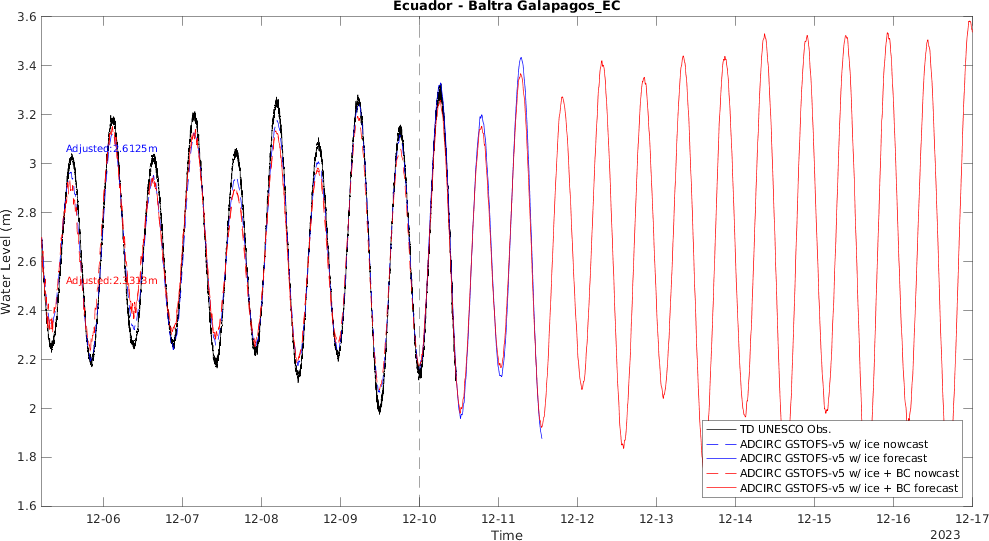 Ecuador - Baltra Galapagos_EC
3.6
3.4
3.2
3
2.8
2.6
2.4
2.2
2
1.8
1.6
Water Level (m)
Adjusted:2.6125m
Adjusted:2.3313m
TD UNESCO Obs.
ADCIRC GSTOFS-v5 w/ ice nowcast
ADCIRC GSTOFS-v5 w/ ice forecast
ADCIRC GSTOFS-v5 w/ ice + BC nowcast
ADCIRC GSTOFS-v5 w/ ice + BC forecast
12-06 12-07 12-08 12-09 12-10 12-11 12-12 12-13 12-14 12-15 12-16 12-17
Time
2023